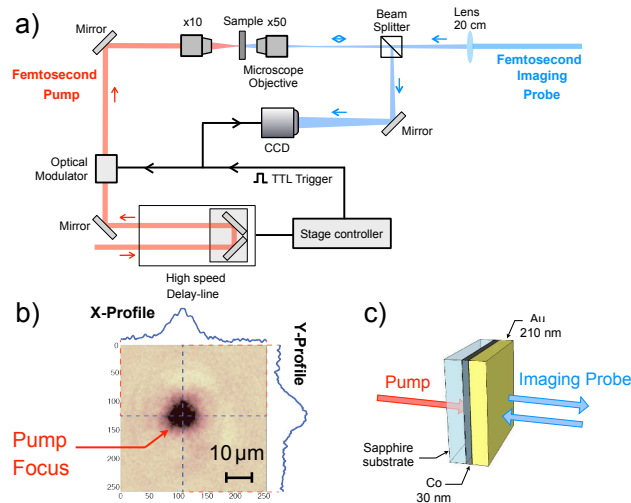 a)
Mirror
x10
Sample
x50
Beam
Splitter
Lens
20 cm
Femtosecond
Pump
Microscope
Objective
Femtosecond
Imaging
Probe
CCD
Mirror
Optical
Modulator
TTL Trigger
Mirror
Stage controller
High speed
Delay-line
b)
X-Profile
Y-Profile
0
50
100
150
200
250
0
50
100
150
200
250
Pump
Focus
10 µm
c)
Au
210 nm
Pump
Imaging Probe
Sapphire
substrate
Co
30 nm